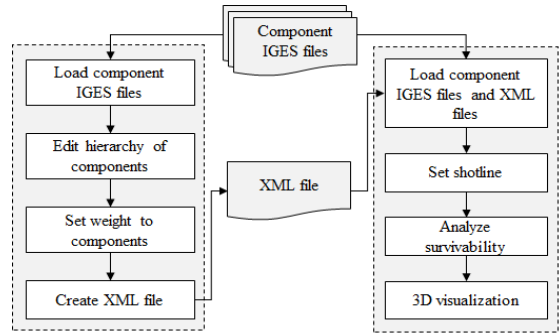 Component
IGES files
Load component
IGES files
Edit hierarchy of
components
Set weight to
components
Create XML file
XML file
Load component
IGES files and XML
files
Set shotline
Analyze
survivability
3D visualization